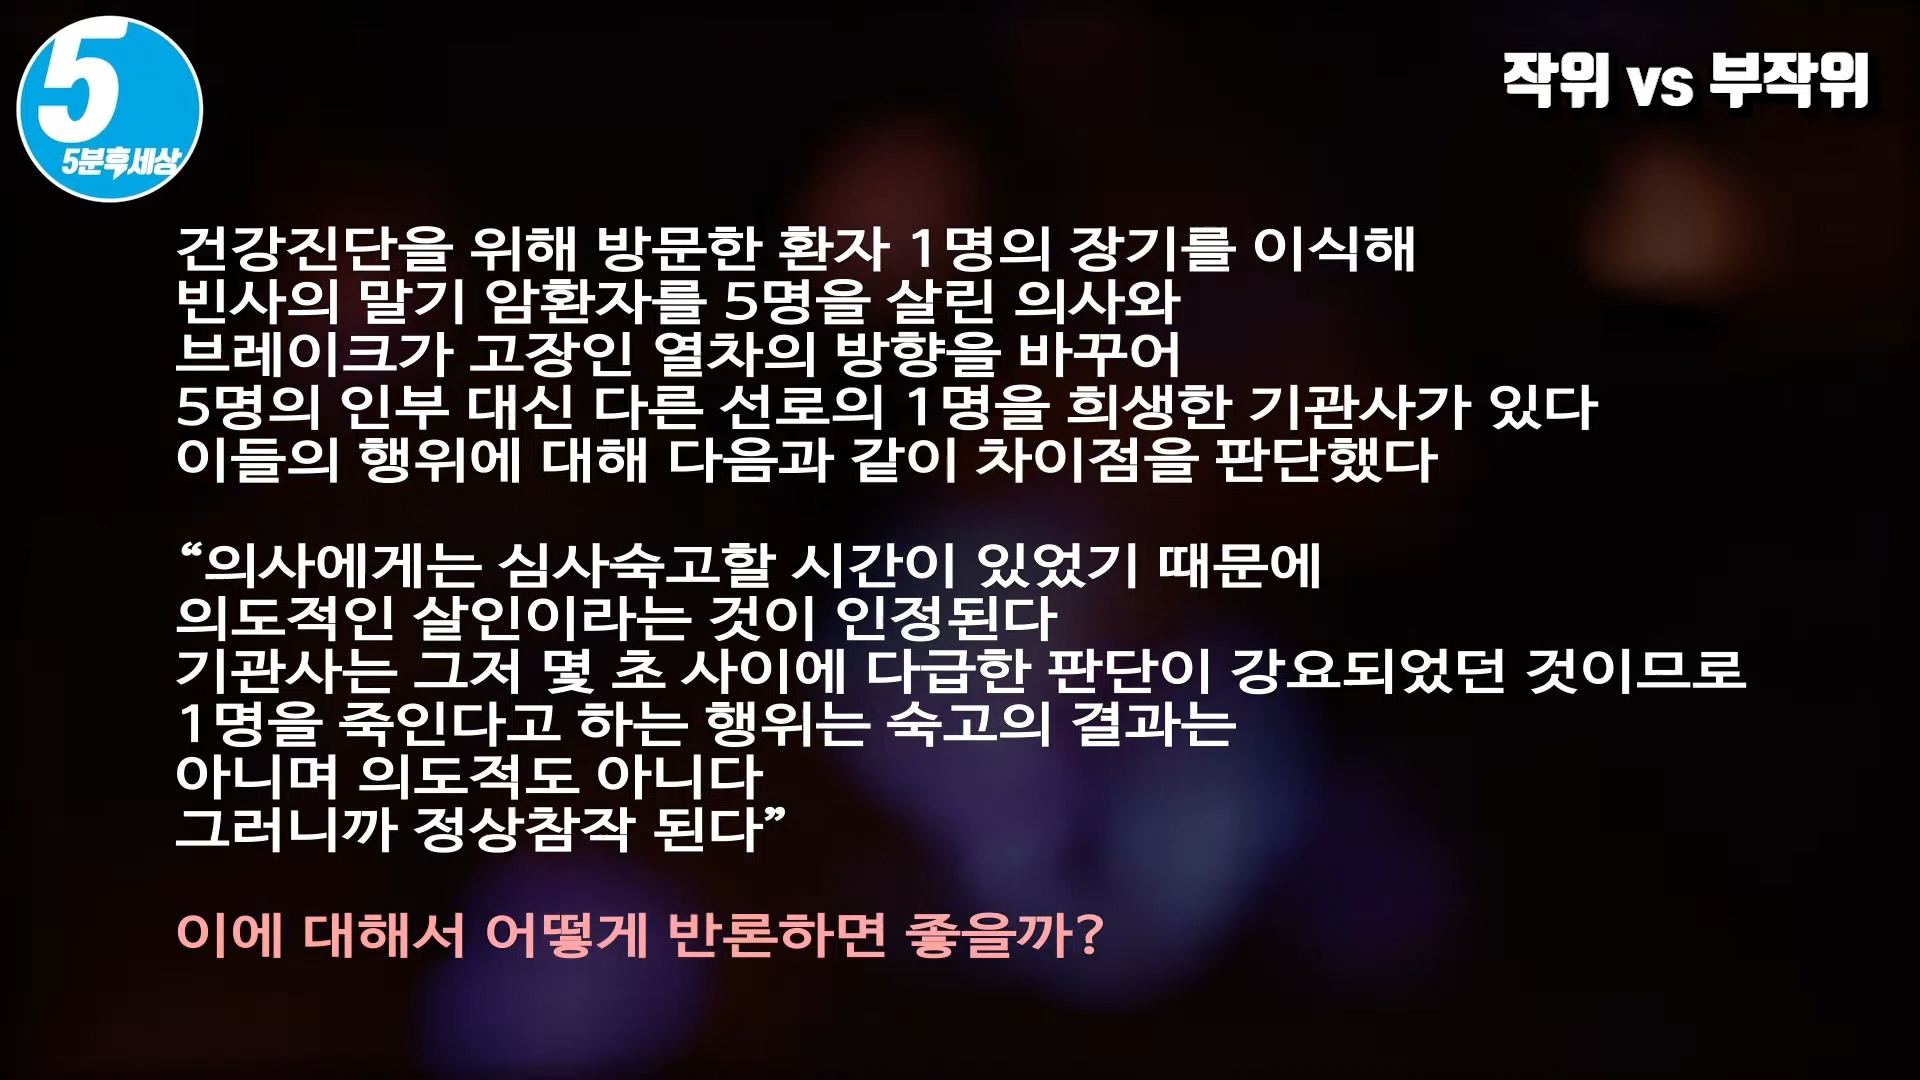 5
5분후세상
작위 vs 부작위
건강진단을 위해 방문한 환자 1명의 장기를 이식해
빈사의 말기 암환자를 5명을 살린 의사와
브레이크가 고장인 열차의 방향을 바꾸어
5명의 인부 대신 다른 선로의 1명을 희생한 기관사가 있다
이들의 행위에 대해 다음과 같이 차이점을 판단했다
“의사에게는 심사숙고할 시간이 있었기 때문에
의도적인 살인이라는 것이 인정된다
기관사는 그저 몇 초 사이에 다급한 판단이 강요되었던 것이므로
1명을 죽인다고 하는 행위는 숙고의 결과는
아니며 의도적도 아니다
그러니까 정상참작 된다”
이에 대해서 어떻게 반론하면 좋을까?